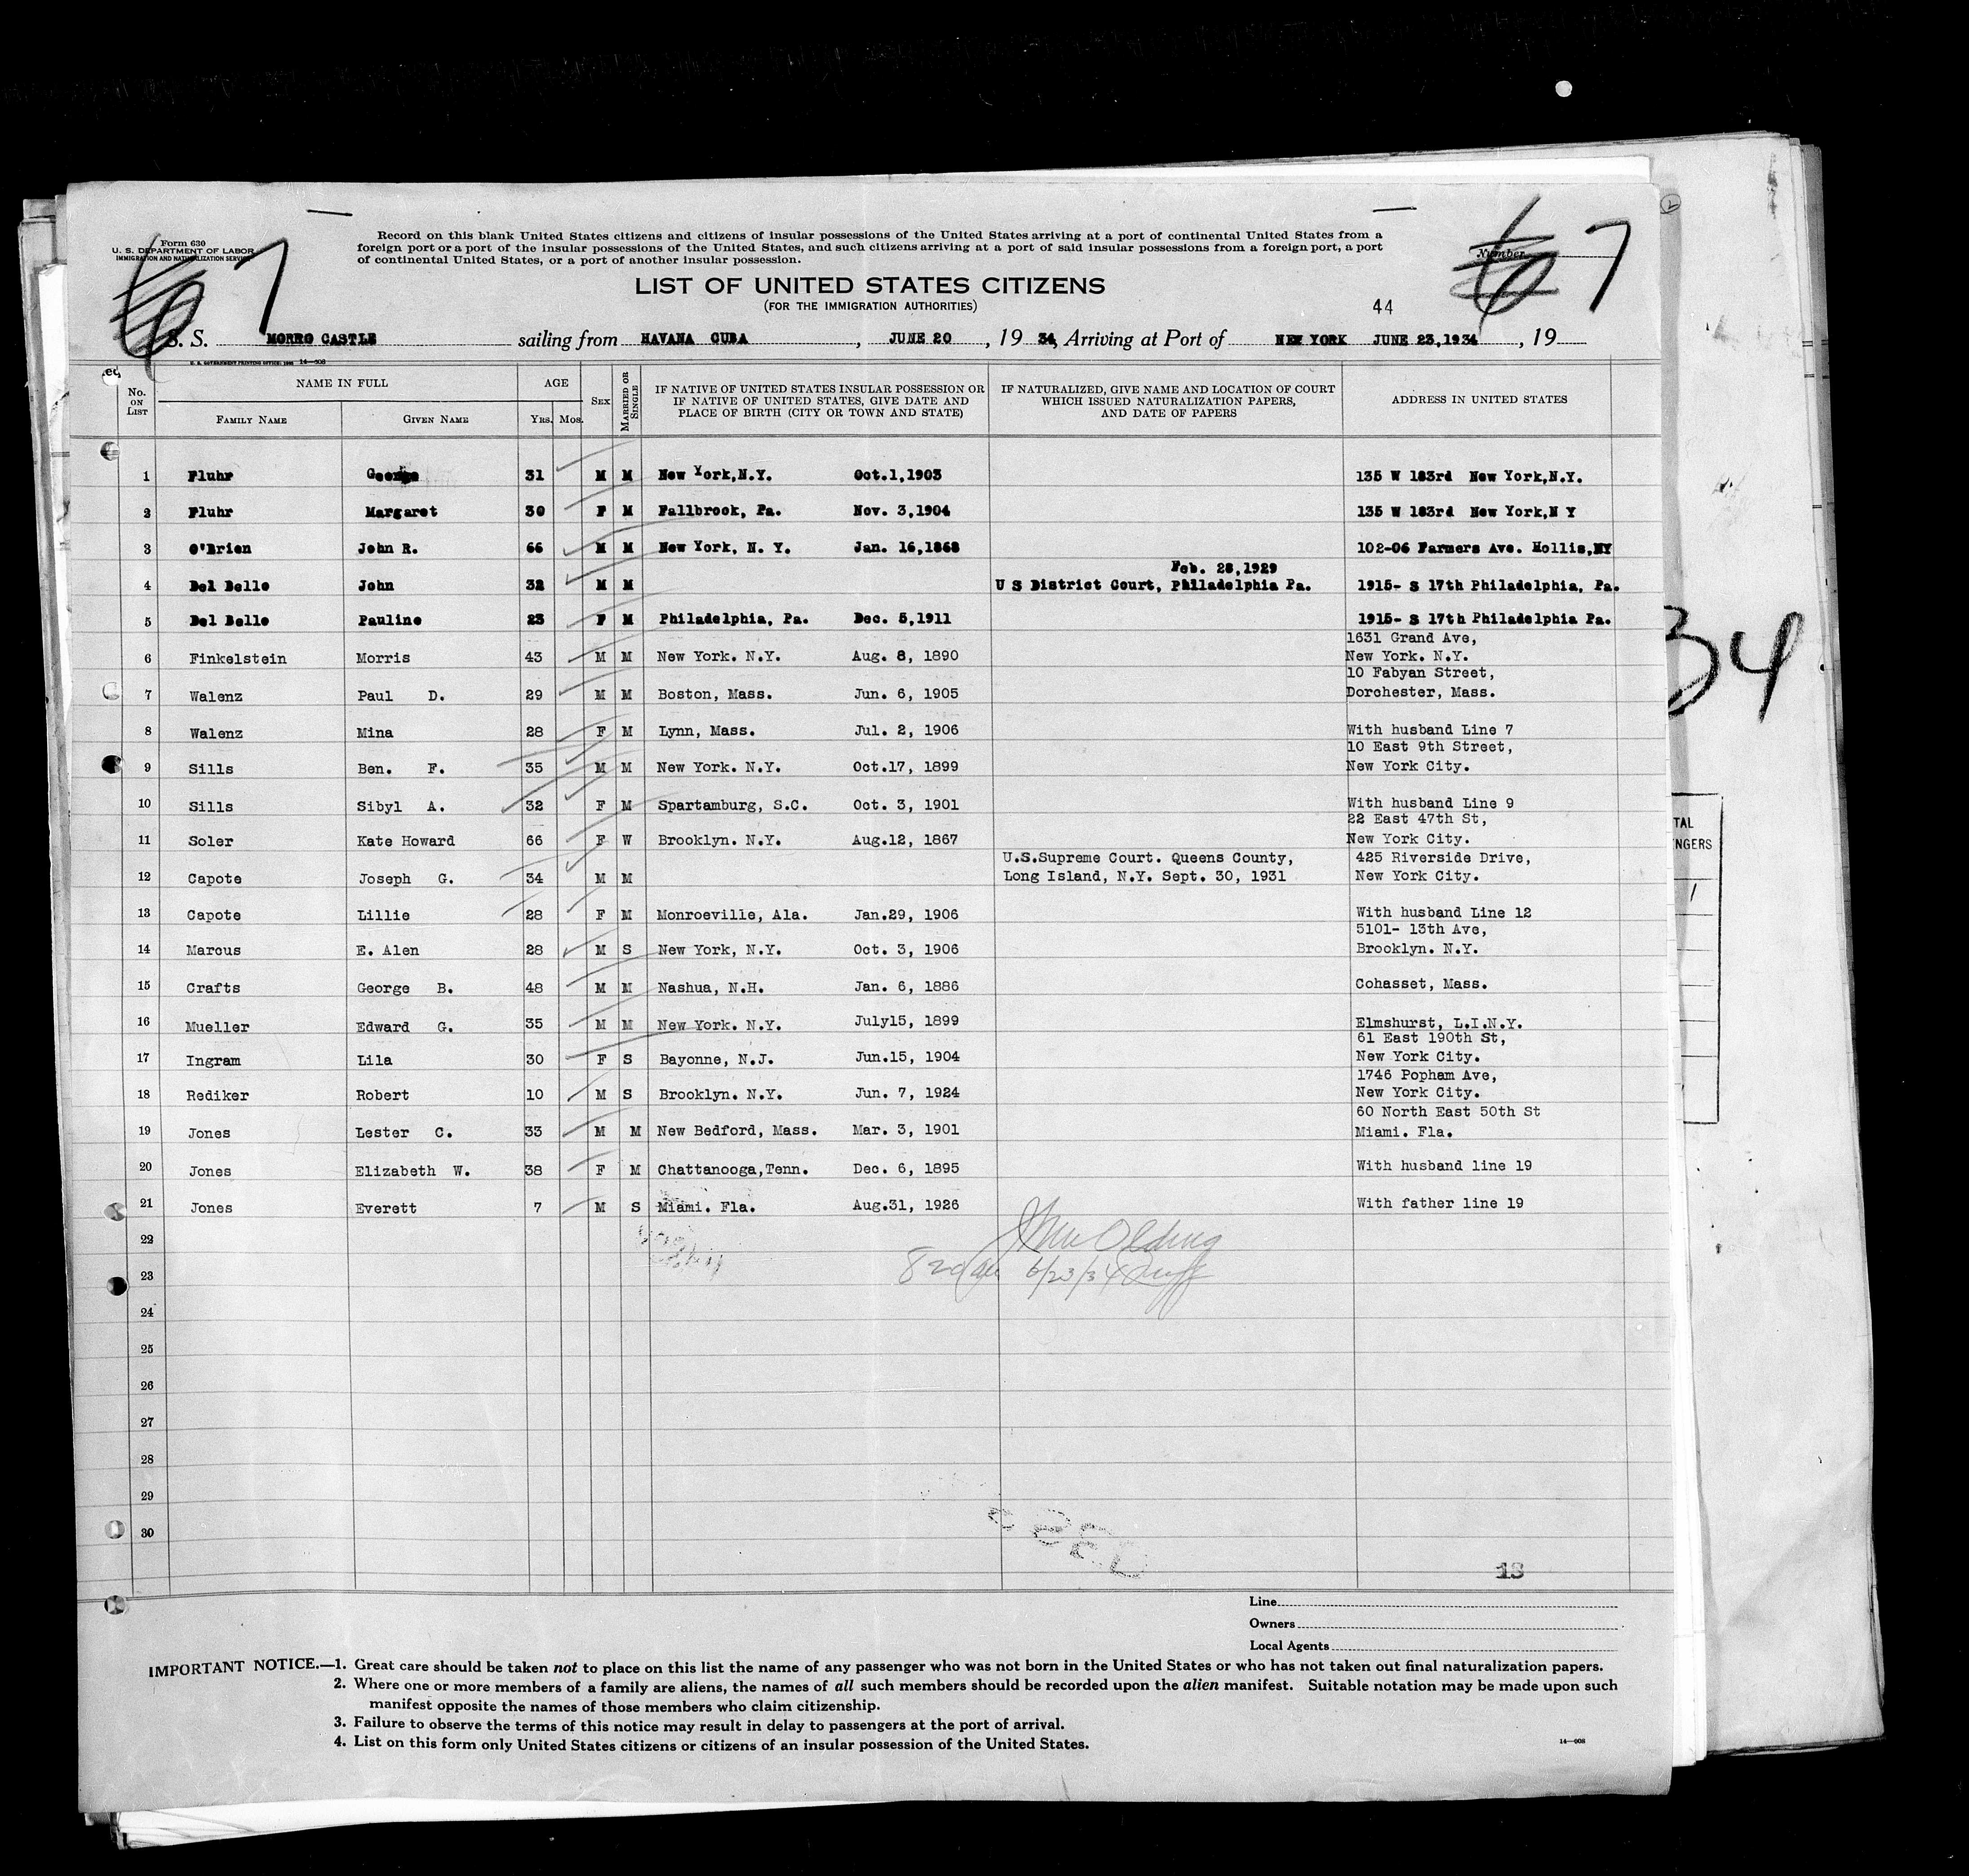 Form 630
U. S. DEPARTMENT OF LABOR
IMMIGRATION AND NATURALIZATION SERVICE
67
Record on this blank United States citizens and citizens of insular possessions of the United States arriving at a port of continental United States from a
foreign port or a port of the insular possessions of the United States, and such citizens arriving at a port of said insular possessions from a foreign port, a port
of continental United States, or a port of another insular possession.
Number
67
LIST OF UNITED STATES CITIZENS
(FOR THE IMMIGRATION AUTHORITIES)
44
S. S. MORRO CASTLE sailing from HAVANA CUBA, JUNE 20, 19 34, Arriving at Port of NEW YORK JUNE 23,1934, 19
U. S. GOVERNMENT PRINTING OFFICE: 14—908
No. ON LIST NAME IN FULL AGE SEX MARRIED OR SINGLE IF NATIVE OF UNITED STATES INSULAR POSSESSION OR IF NATIVE OF UNITED STATES, GIVE DATE AND PLACE OF BIRTH (CITY OR TOWN AND STATE) IF NATURALIZED, GIVE NAME AND LOCATION OF COURT WHICH ISSUED NATURALIZATION PAPERS, AND DATE OF PAPERS ADDRESS IN UNITED STATES
FAMILY NAME GIVEN NAME Yrs. Mos.
1 Fluhr George 31 M M New York,N.Y. Oct.1,1903 135 W 183rd New York,N.Y.
2 Fluhr Margaret 30 F M Fallbrook, Pa. Nov. 3,1904 135 W 183rd New York,N Y
3 O'Brien John R. 66 M M New York, N. Y. Jan. 16,1868 102-06 Farmers Ave. Hollis,NY
Feb. 28,1929
4 Del Bello John 32 M M U S District Court, Philadelphia Pa. 1915- S 17th Philadelphia, Pa.
5 Del Bello Pauline 23 F M Philadelphia, Pa. Dec. 5,1911 1915- S 17th Philadelphia Pa.
1631 Grand Ave,
6 Finkelstein Morris 43 M M New York. N.Y. Aug. 8, 1890 New York. N.Y.
10 Fabyan Street,
7 Walenz Paul D. 29 M M Boston, Mass. Jun. 6, 1905 Dorchester, Mass.
8 Walenz Mina 28 F M Lynn, Mass. Jul. 2, 1906 With husband Line 7
10 East 9th Street,
9 Sills Ben. F. 35 M M New York. N.Y. Oct.17, 1899 New York City.
10 Sills Sibyl A. 32 F M Spartamburg, S.C. Oct. 3, 1901 With husband Line 9
22 East 47th St,
11 Soler Kate Howard 66 F W Brooklyn. N.Y. Aug.12, 1867 New York City.
U.S.Supreme Court. Queens County, 425 Riverside Drive,
12 Capote Joseph G. 34 M M Long Island, N.Y. Sept. 30, 1931 New York City.
13 Capote Lillie 28 F M Monroeville, Ala. Jan.29, 1906 With husband Line 12
5101- 13th Ave,
14 Marcus E. Alen 28 M S New York, N.Y. Oct. 3, 1906 Brooklyn. N.Y.
15 Crafts George B. 48 M M Nashua, N.H. Jan. 6, 1886 Cohasset, Mass.
16 Mueller Edward G. 35 M M New York. N.Y. July15, 1899 Elmshurst, L.I.N.Y.
61 East 190th St,
17 Ingram Lila 30 F S Bayonne, N.J. Jun.15, 1904 New York City.
1746 Popham Ave,
18 Rediker Robert 10 M S Brooklyn. N.Y. Jun. 7, 1924 New York City.
60 North East 50th St
19 Jones Lester C. 33 M M New Bedford, Mass. Mar. 3, 1901 Miami. Fla.
20 Jones Elizabeth W. 38 F M Chattanooga,Tenn. Dec. 6, 1895 With husband line 19
21 Jones Everett 7 M S Miami. Fla. Aug.31, 1926 With father line 19
22
23 6/23/34
24
25
26
27
28
29
30
18
Line
Owners
Local Agents
IMPORTANT NOTICE.—1. Great care should be taken not to place on this list the name of any passenger who was not born in the United States or who has not taken out final naturalization papers.
2. Where one or more members of a family are aliens, the names of all such members should be recorded upon the alien manifest. Suitable notation may be made upon such
manifest opposite the names of those members who claim citizenship.
3. Failure to observe the terms of this notice may result in delay to passengers at the port of arrival.
4. List on this form only United States citizens or citizens of an insular possession of the United States.
14—908
34
TAL
NGERS